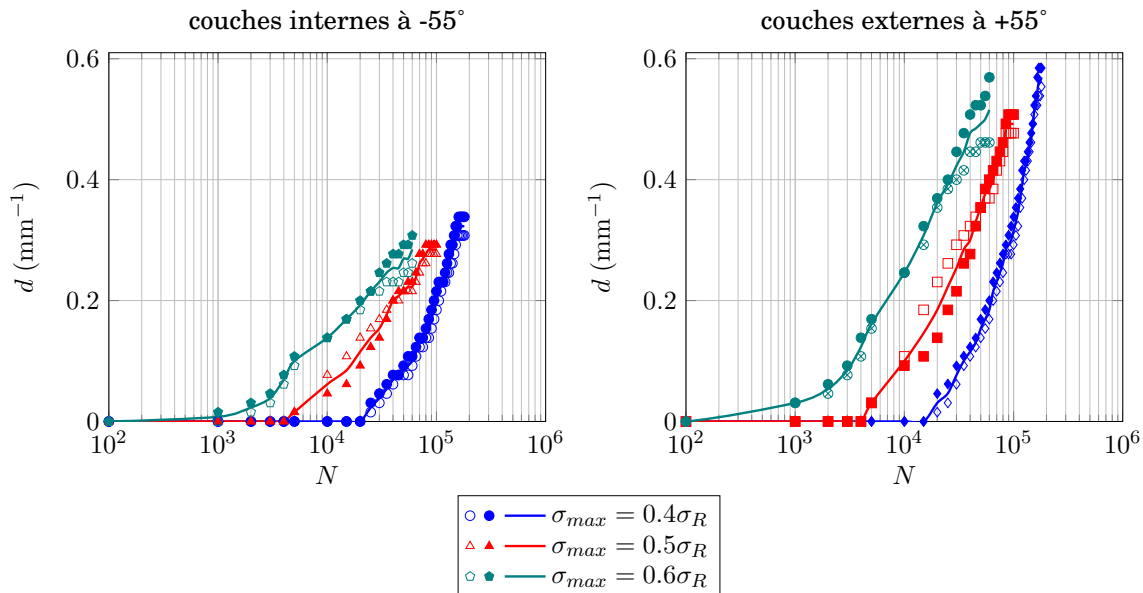 couches internes à -55°
couches externes à +55°
0.6
0.4
0.2
0
d (mm⁻¹)
10² 10³ 10⁴ 10⁵ 10⁶
N
0.6
0.4
0.2
0
d (mm⁻¹)
10² 10³ 10⁴ 10⁵ 10⁶
N
σmax = 0.4σR
σmax = 0.5σR
σmax = 0.6σR